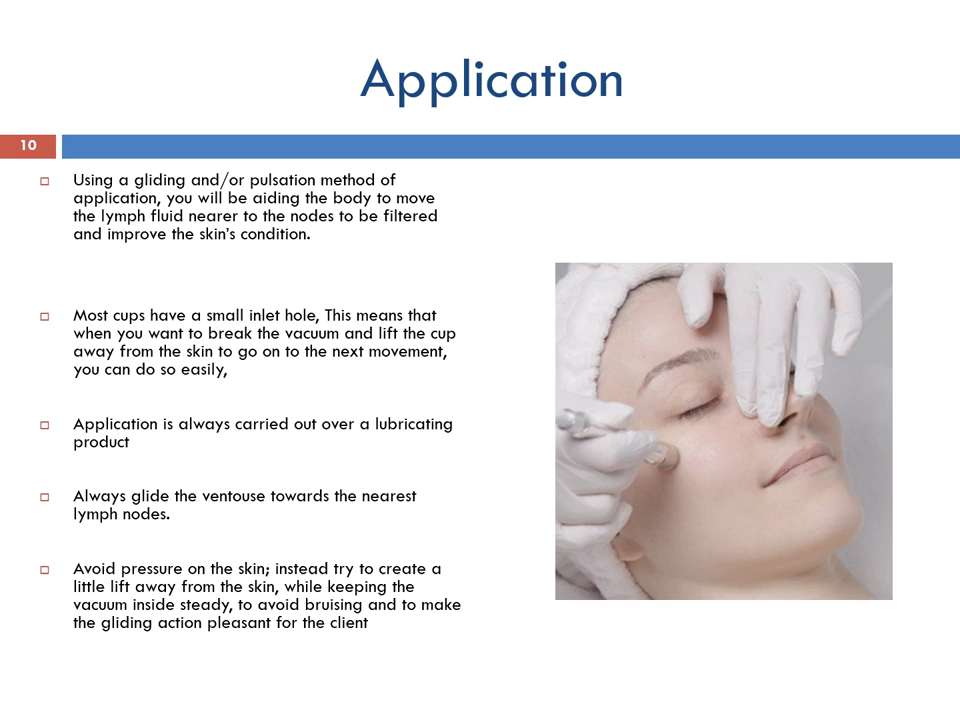 Application
10
Using a gliding and/or pulsation method of
application, you will be aiding the body to move
the lymph fluid nearer to the nodes to be filtered
and improve the skin's condition.
Most cups have a small inlet hole, This means that
when you want to break the vacuum and lift the cup
away from the skin to go on to the next movement,
you can do so easily,
Application is always carried out over a lubricating
product
Always glide the ventouse towards the nearest
lymph nodes.
Avoid pressure on the skin; instead try to create a
little lift away from the skin, while keeping the
vacuum inside steady, to avoid bruising and to make
the gliding action pleasant for the client